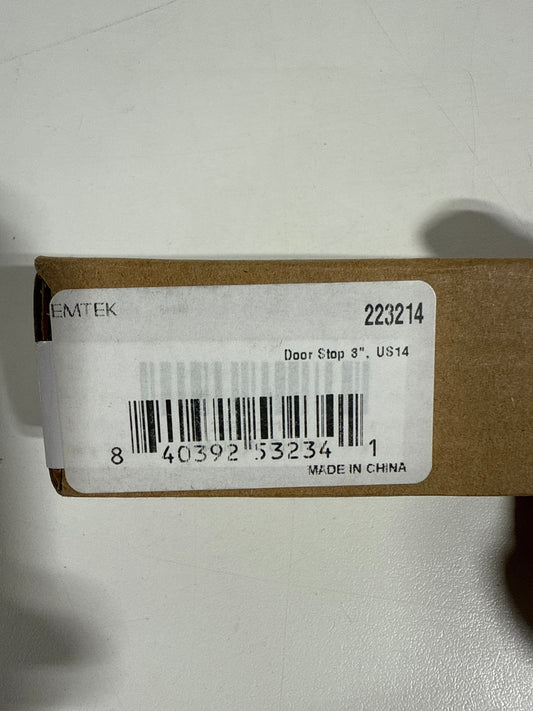 EMTEK
223214
Door Stop 3", US14
8 40392 53234 1
MADE IN CHINA